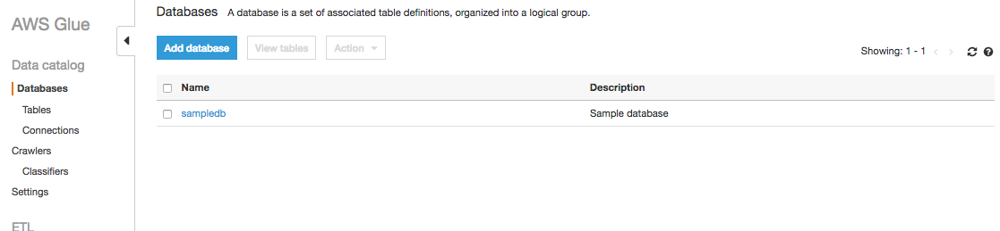 AWS Glue
Data catalog
Databases
Tables
Connections
Crawlers
Classifiers
Settings
ETL
Databases A database is a set of associated table definitions, organized into a logical group.
Add database View tables Action
Showing: 1 - 1
Name Description
sampledb Sample database